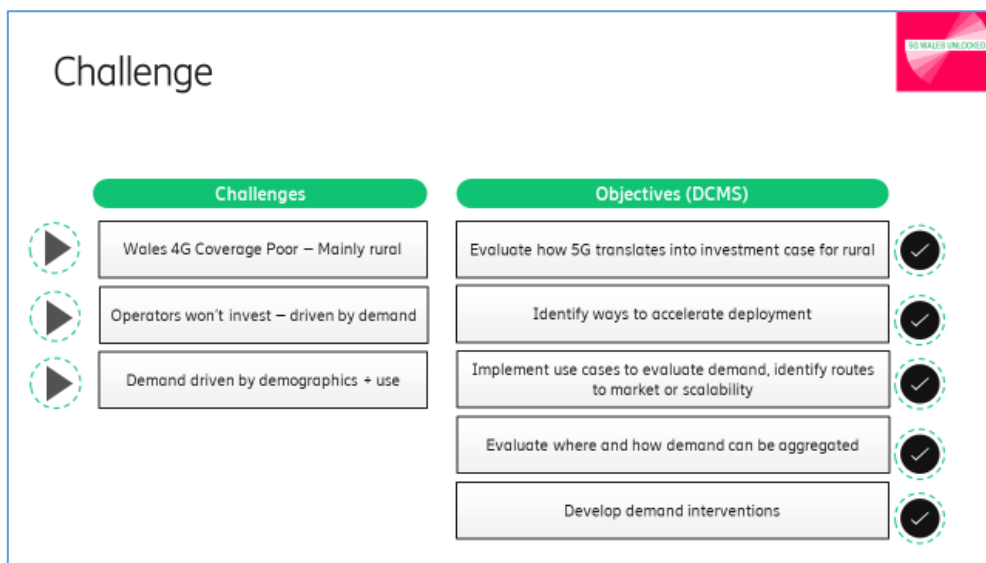 5G WALES UNLOCKED
Challenge
Challenges
Wales 4G Coverage Poor – Mainly rural
Operators won't invest – driven by demand
Demand driven by demographics + use
Objectives (DCMS)
Evaluate how 5G translates into investment case for rural
Identify ways to accelerate deployment
Implement use cases to evaluate demand, identify routes
to market or scalability
Evaluate where and how demand can be aggregated
Develop demand interventions